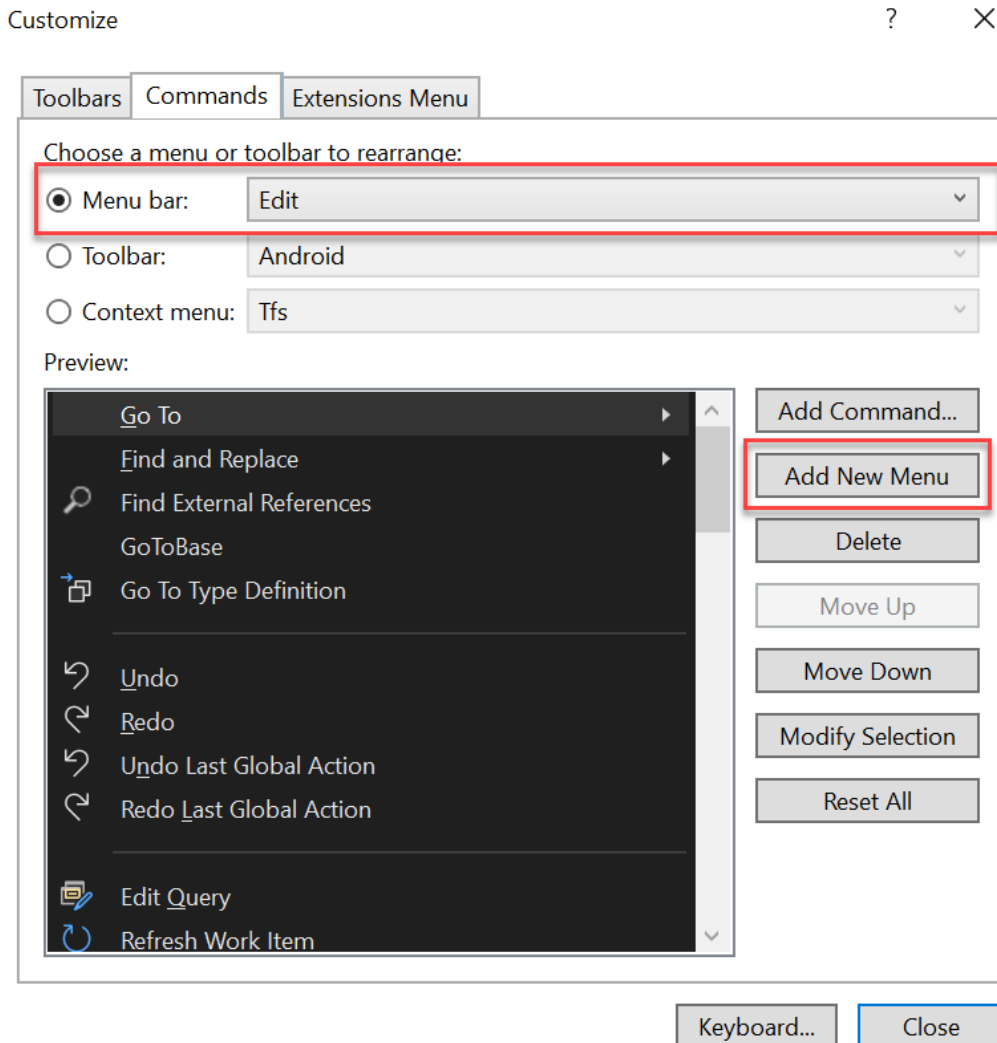 Customize ?
Toolbars Commands Extensions Menu
Choose a menu or toolbar to rearrange:
Menu bar: Edit
Toolbar: Android
Context menu: Tfs
Preview:
Go To
Find and Replace
Find External References
GoToBase
Go To Type Definition
Undo
Redo
Undo Last Global Action
Redo Last Global Action
Edit Query
Refresh Work Item
Add Command...
Add New Menu
Delete
Move Up
Move Down
Modify Selection
Reset All
Keyboard... Close